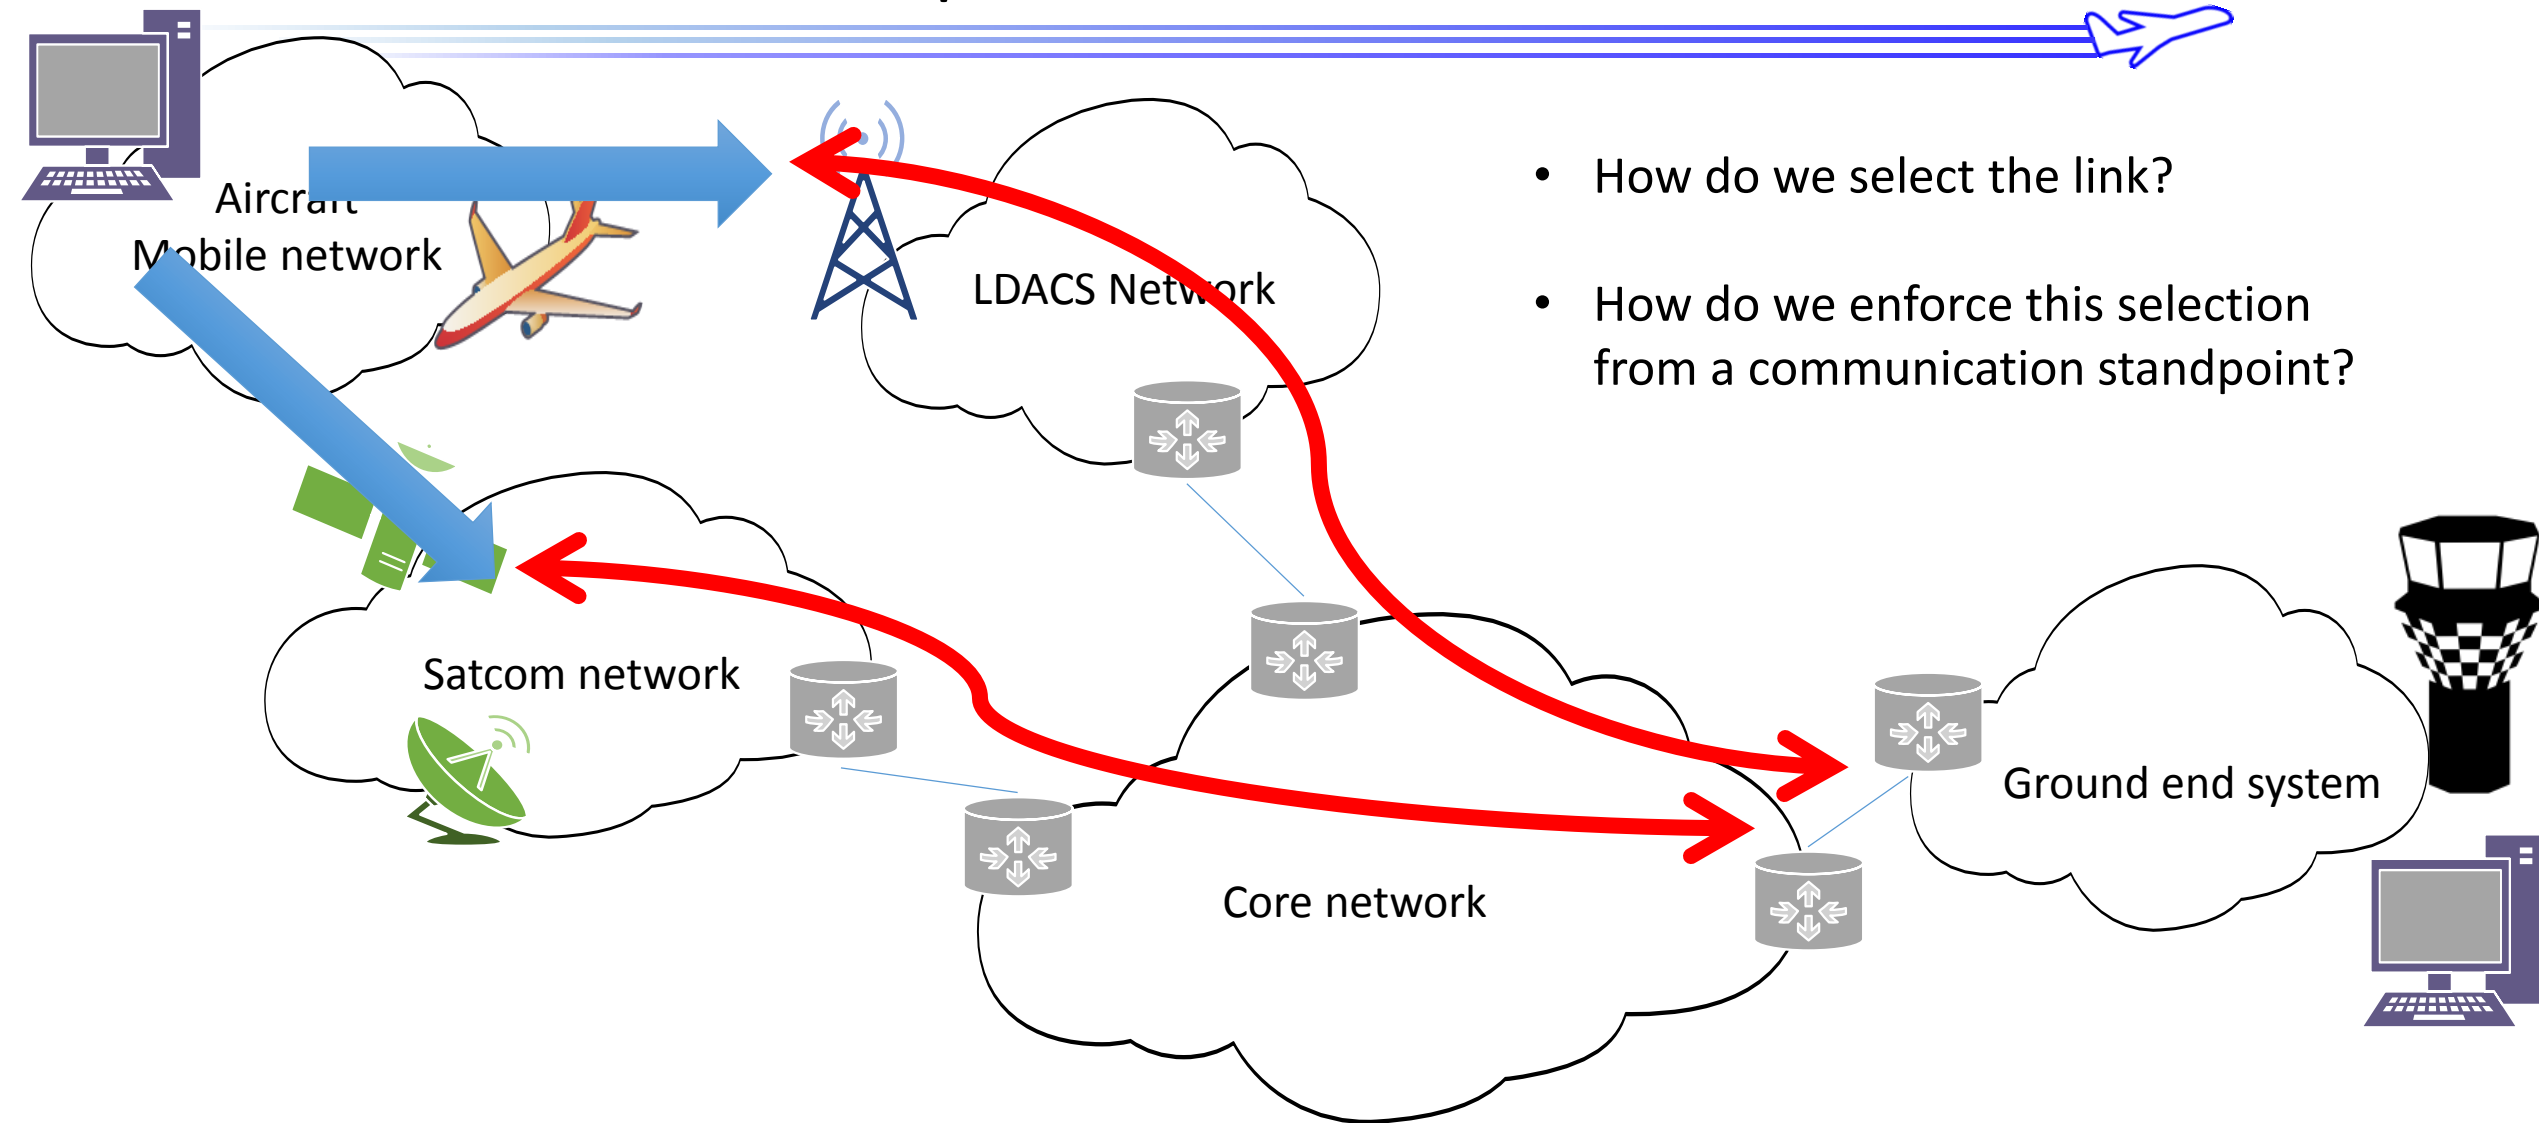 Aircraft
Mobile network
LDACS Network
• How do we select the link?
• How do we enforce this selection
from a communication standpoint?
Satcom network
Ground end system
Core network